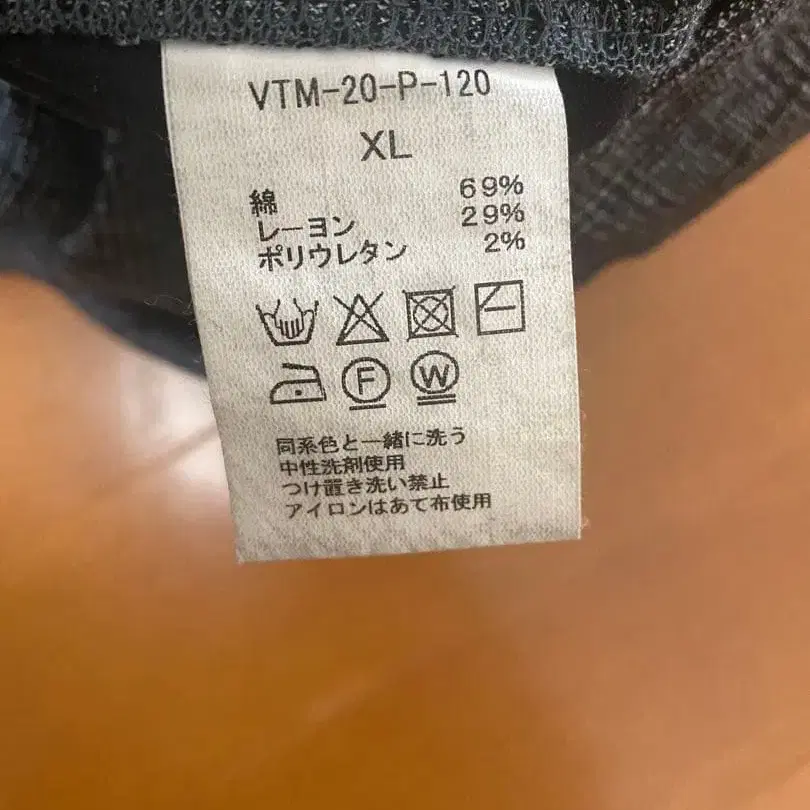 VTM-20-P-120
XL
綿 69%
レーヨン 29%
ポリウレタン 2%
F W
同系色と一緒に洗う
中性洗剤使用
つけ置き洗い禁止
アイロンはあて布使用